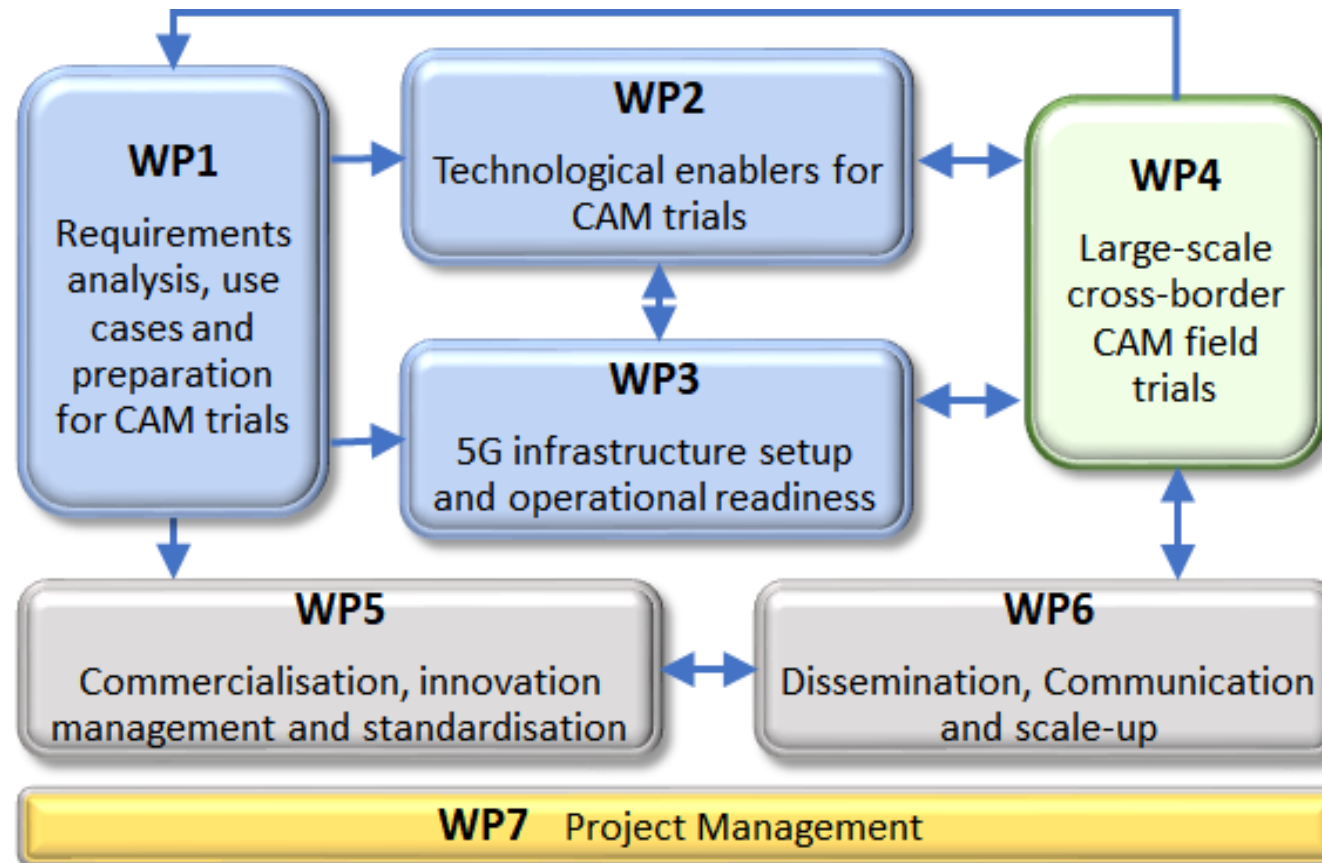 WP1
Requirements
analysis, use
cases and
preparation
for CAM trials
WP2
Technological enablers for
CAM trials
WP3
5G infrastructure setup
and operational readiness
WP4
Large-scale
cross-border
CAM field
trials
WP5
Commercialisation, innovation
management and standardisation
WP6
Dissemination, Communication
and scale-up
WP7 Project Management